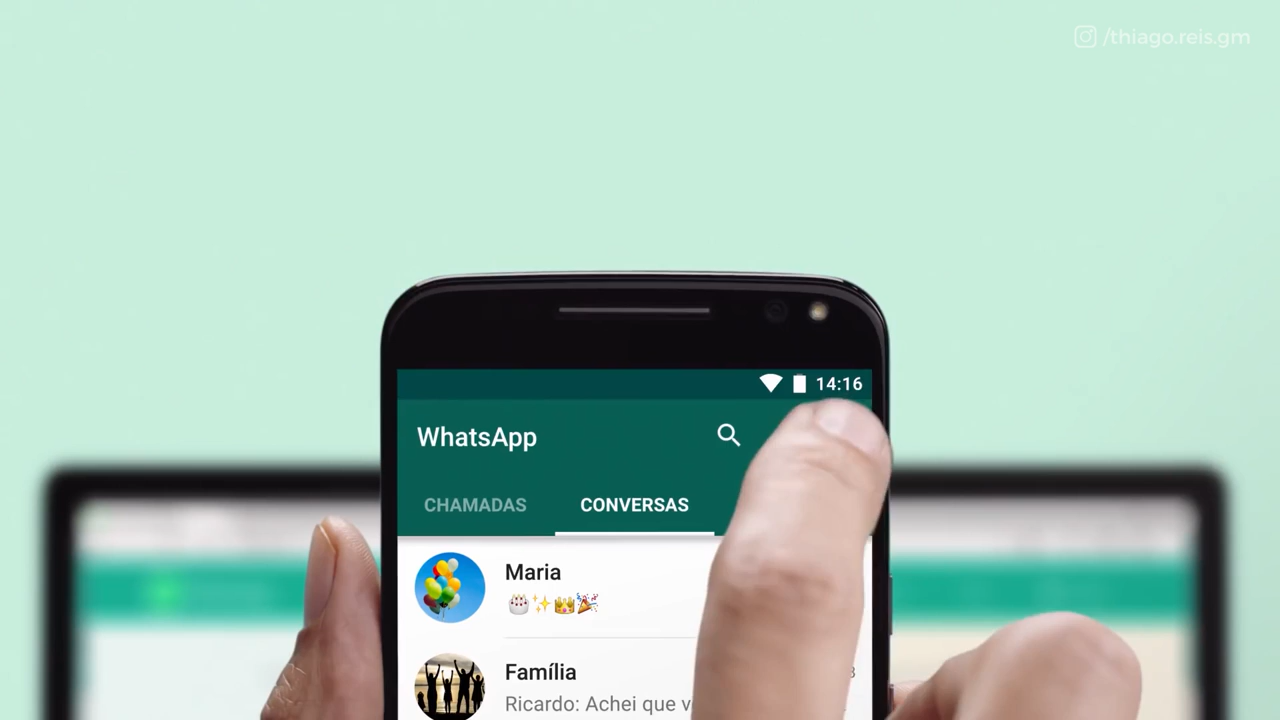 /thiago.reis.gm
14:16
WhatsApp
CHAMADAS CONVERSAS
Maria
Família
Ricardo: Achei que